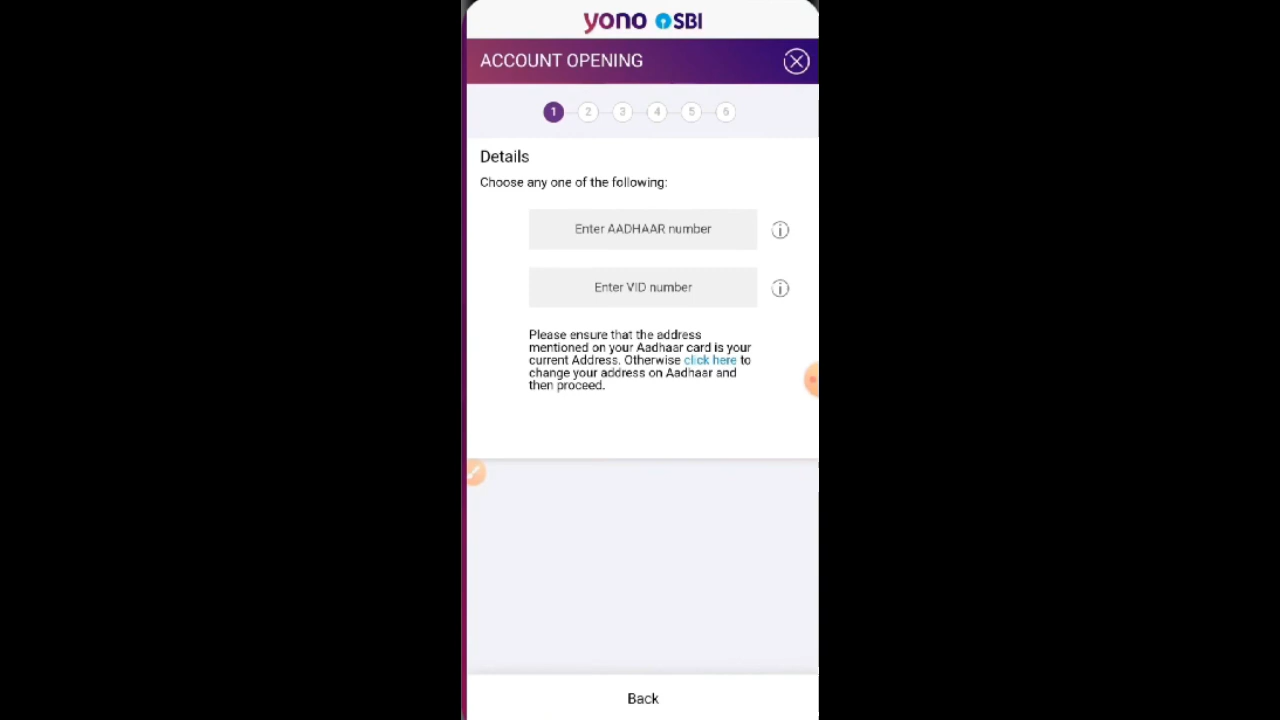 yono SBI
ACCOUNT OPENING
1 2 3 4 5 6
Details
Choose any one of the following:
Enter AADHAAR number
Enter VID number
Please ensure that the address
mentioned on your Aadhaar card is your
current Address. Otherwise click here to
change your address on Aadhaar and
then proceed.
Back